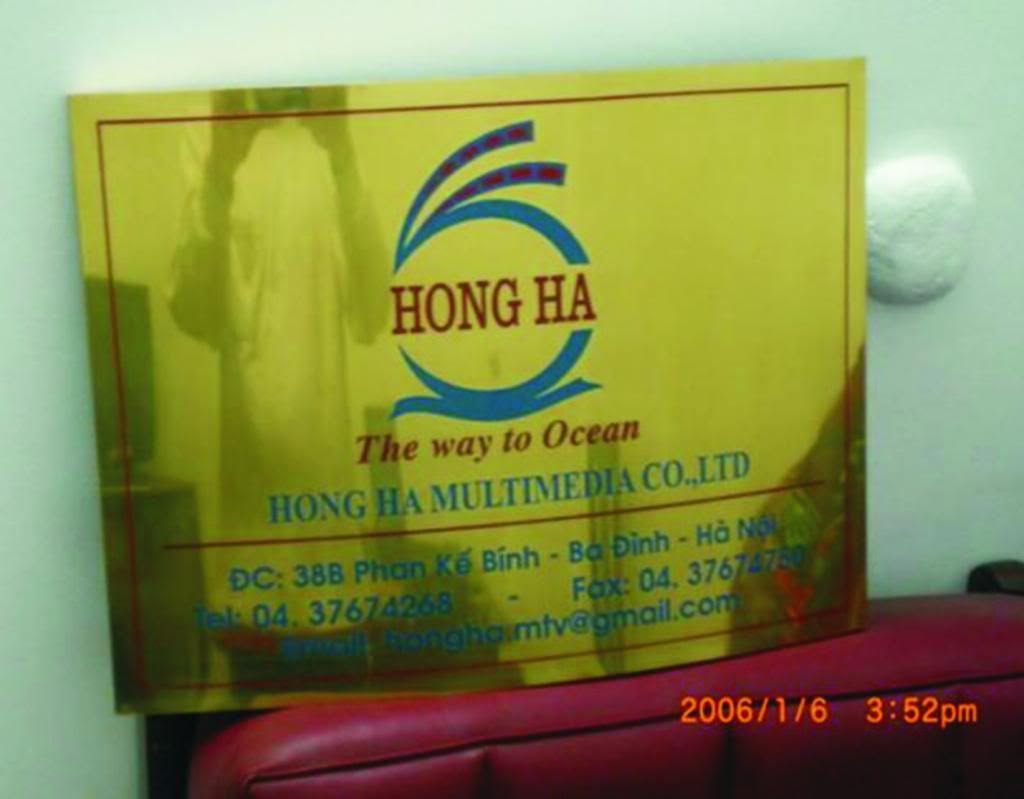 HONG HA
The way to Ocean
HONG HA MULTIMEDIA CO.,LTD
ĐC: 38B Phan Kế Bính - Ba Đình - Hà Nội
Tel: 04. 37674268 - Fax: 04. 37674750
Email: hongha.mtv@gmail.com
2006/1/6 3:52pm